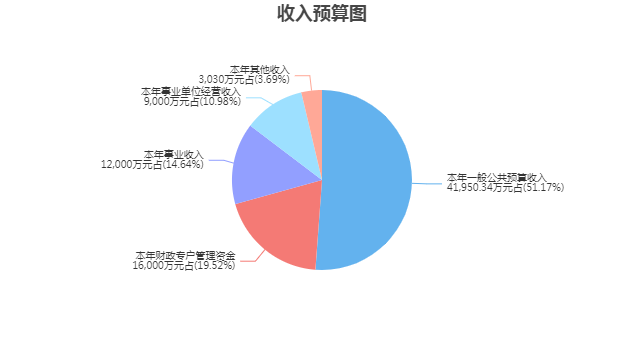 收入预算图
本年其他收入
3,030万元占(3.69%)
本年事业单位经营收入
9,000万元占(10.98%)
本年事业收入
12,000万元占(14.64%)
本年一般公共预算收入
41,950.34万元占(51.17%)
本年财政专户管理资金
16,000万元占(19.52%)